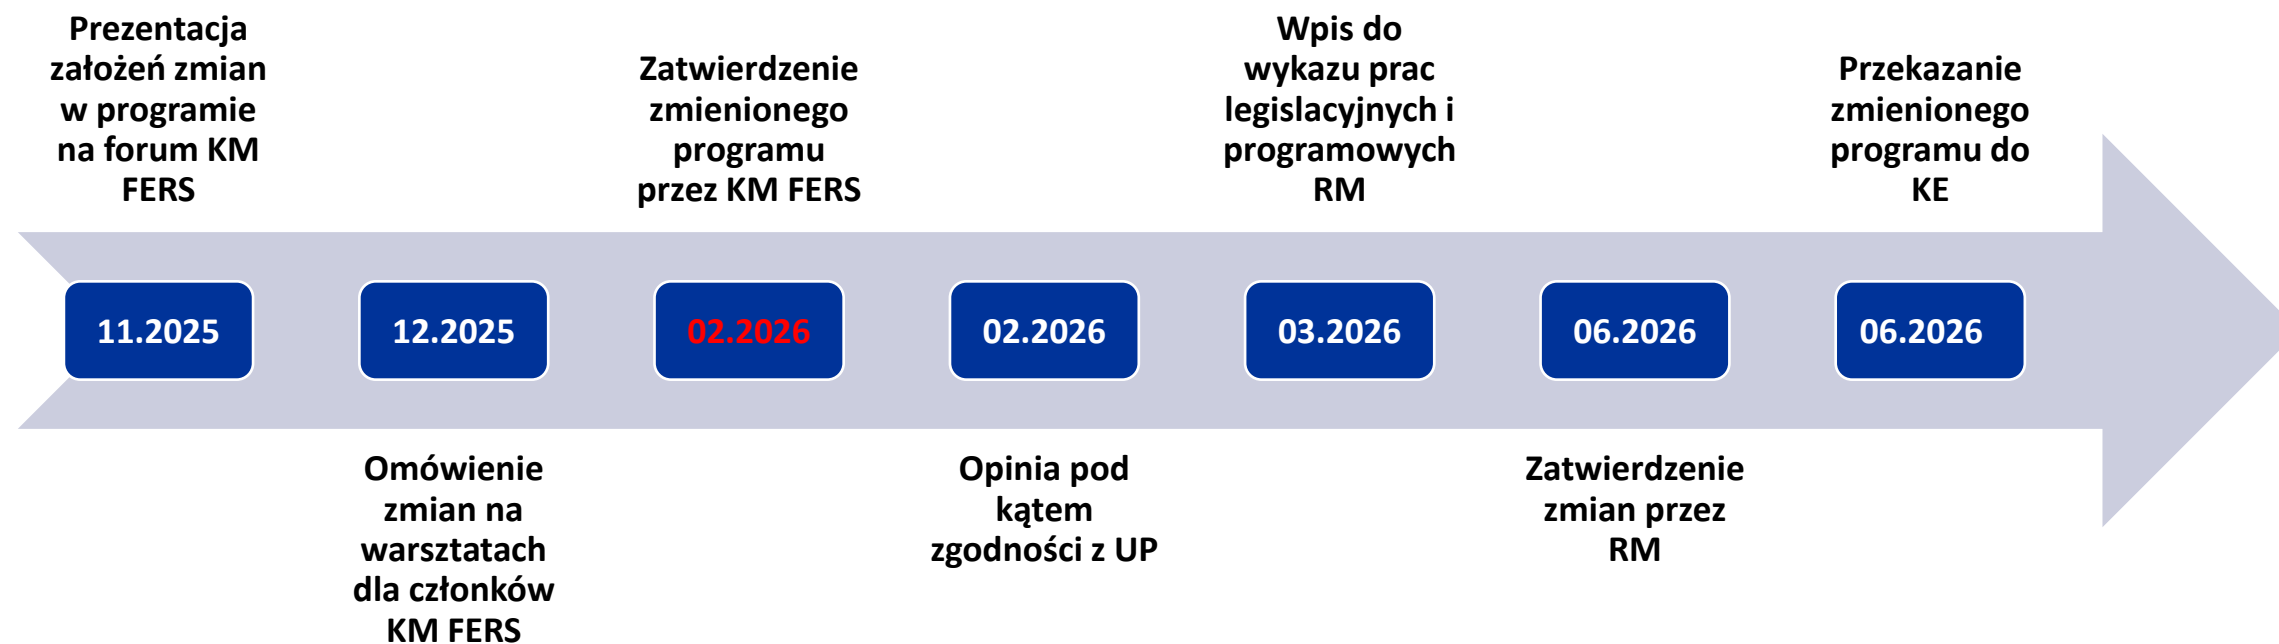 Prezentacja
założeń zmian
w programie
na forum KM
FERS
11.2025
12.2025
Omówienie
zmian na
warsztatach
dla członków
KM FERS
Zatwierdzenie
zmienionego
programu
przez KM FERS
02.2026
02.2026
Opinia pod
kątem
zgodności z UP
Wpis do
wykazu prac
legislacyjnych i
programowych
RM
03.2026
06.2026
Zatwierdzenie
zmian przez
RM
Przekazanie
zmienionego
programu do
KE
06.2026